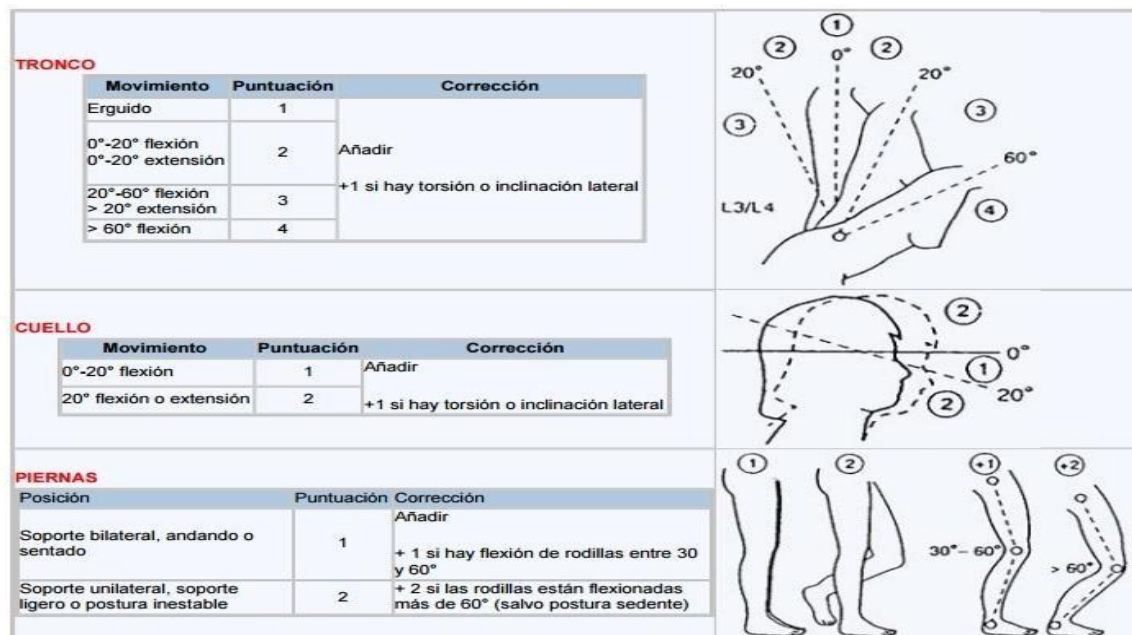 TRONCO
Movimiento Puntuación Corrección
Erguido 1
0°-20° flexión
0°-20° extensión 2
Añadir
+1 si hay torsión o inclinación lateral
20°-60° flexión
> 20° extensión 3
> 60° flexión 4
1
2 0° 2
20° 20°
3 3
60°
L3/L4
4
CUELLO
Movimiento Puntuación Corrección
0°-20° flexión 1
20° flexión o extensión 2
Añadir
+1 si hay torsión o inclinación lateral
2
0°
1
20°
2
PIERNAS
Posición Puntuación Corrección
Soporte bilateral, andando o
sentado 1
Añadir
+ 1 si hay flexión de rodillas entre 30
y 60°
Soporte unilateral, soporte
ligero o postura inestable 2
+ 2 si las rodillas están flexionadas
más de 60° (salvo postura sedente)
1 2 +1 +2
30°- 60° > 60°